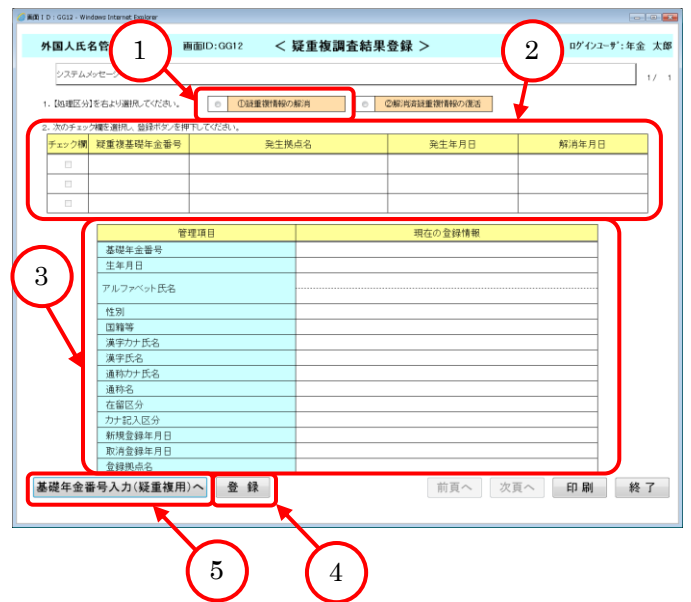 画面ID:GG12 - Windows Internet Explorer
外国人氏名管 画面ID:GG12 < 疑重複調査結果登録 > ログインユーザ:年金 太郎
1
2
システムメッセージ
1/ 1
1.【処理区分】を右より選択してください。 ①疑重複情報の解消 ②解消済疑重複情報の復活
2. 次のチェック欄を選択し、登録ボタンを押下してください。
チェック欄 疑重複基礎年金番号 発生拠点名 発生年月日 解消年月日
管理項目 現在の登録情報
基礎年金番号
生年月日
3
アルファベット氏名
性別
国籍等
漢字カナ氏名
漢字氏名
通称カナ氏名
通称名
在留区分
カナ記入区分
新規登録年月日
取消登録年月日
登録拠点名
基礎年金番号入力(疑重複用)へ 登 録 前頁へ 次頁へ 印 刷 終 了
5
4